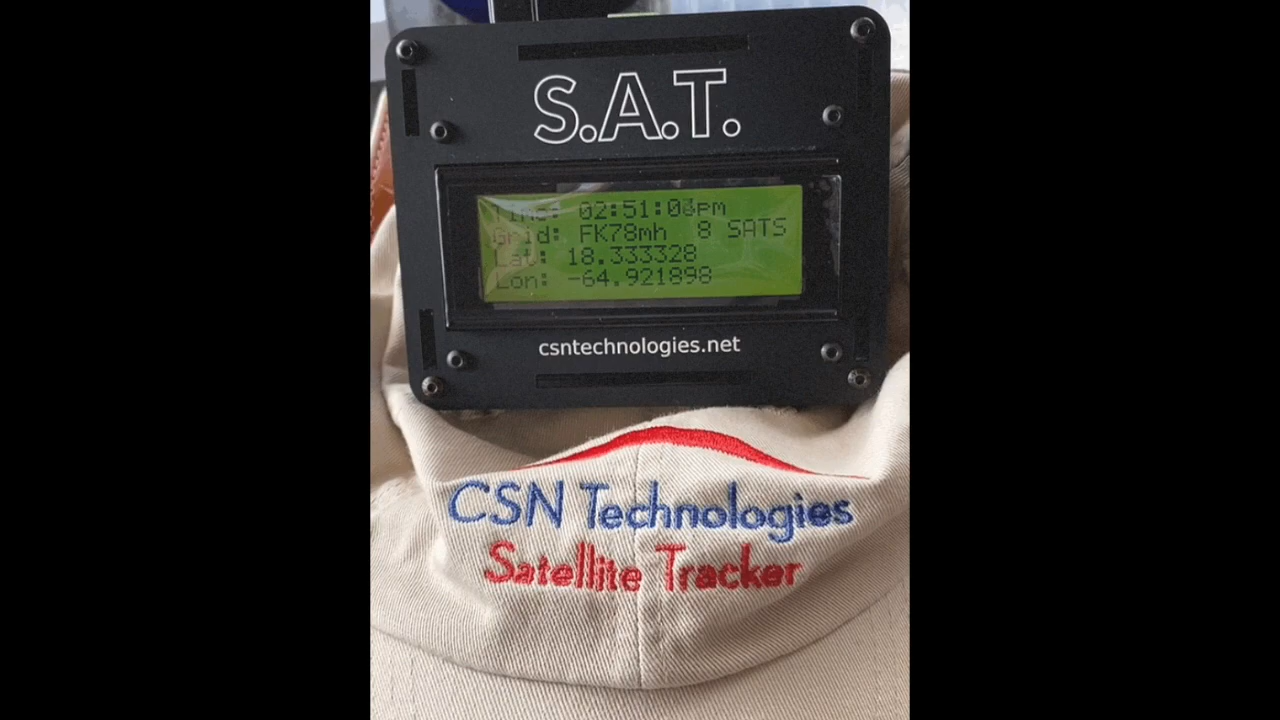 S.A.T.
Time: 02:51:03pm
Grid: FK78mh 8 SATS
Lat: 18.333328
Lon: -64.921898
csntechnologies.net
CSN Technologies
Satellite Tracker